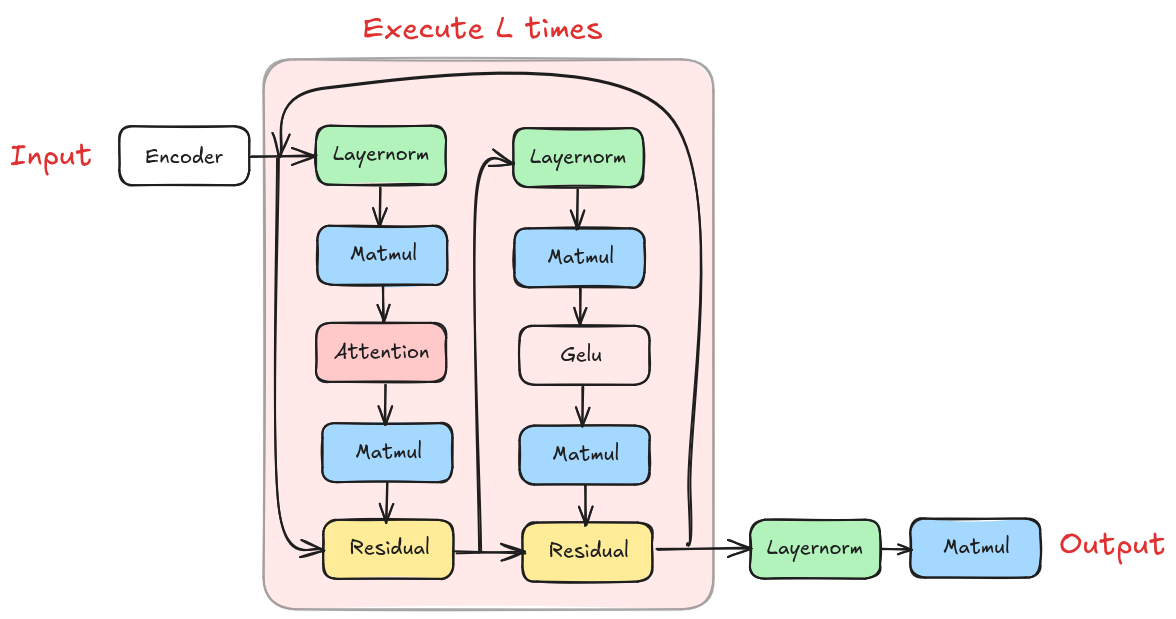 Execute L times
Input
Encoder
Layernorm
Matmul
Attention
Matmul
Residual
Layernorm
Matmul
Gelu
Matmul
Residual
Layernorm
Matmul
Output